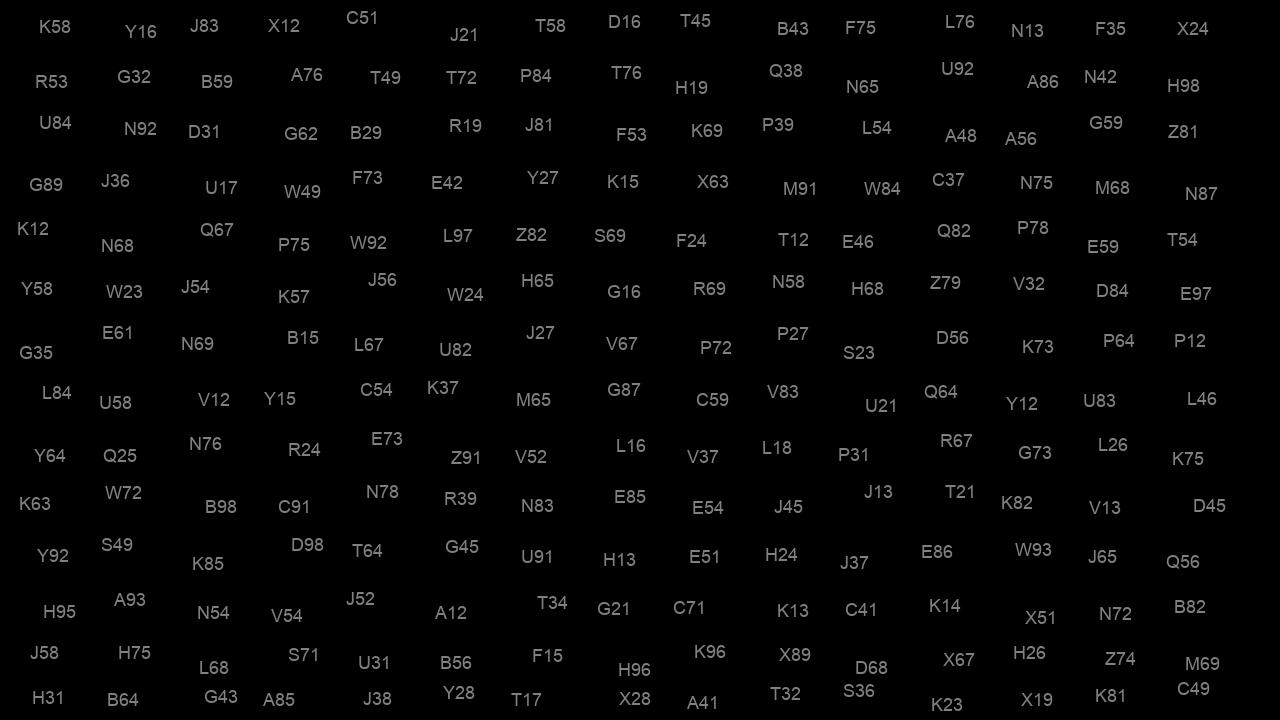 K58 Y16 J83 X12 C51 J21 T58 D16 T45 B43 F75 L76 N13 F35 X24
R53 G32 B59 A76 T49 T72 P84 T76 H19 Q38 N65 U92 A86 N42 H98
U84 N92 D31 G62 B29 R19 J81 F53 K69 P39 L54 A48 A56 G59 Z81
G89 J36 U17 W49 F73 E42 Y27 K15 X63 M91 W84 C37 N75 M68 N87
K12 N68 Q67 P75 W92 L97 Z82 S69 F24 T12 E46 Q82 P78 E59 T54
Y58 W23 J54 K57 J56 W24 H65 G16 R69 N58 H68 Z79 V32 D84 E97
G35 E61 N69 B15 L67 U82 J27 V67 P72 P27 S23 D56 K73 P64 P12
L84 U58 V12 Y15 C54 K37 M65 G87 C59 V83 U21 Q64 Y12 U83 L46
Y64 Q25 N76 R24 E73 Z91 V52 L16 V37 L18 P31 R67 G73 L26 K75
K63 W72 B98 C91 N78 R39 N83 E85 E54 J45 J13 T21 K82 V13 D45
Y92 S49 K85 D98 T64 G45 U91 H13 E51 H24 J37 E86 W93 J65 Q56
H95 A93 N54 V54 J52 A12 T34 G21 C71 K13 C41 K14 X51 N72 B82
J58 H75 L68 S71 U31 B56 F15 H96 K96 X89 D68 X67 H26 Z74 M69
H31 B64 G43 A85 J38 Y28 T17 X28 A41 T32 S36 K23 X19 K81 C49